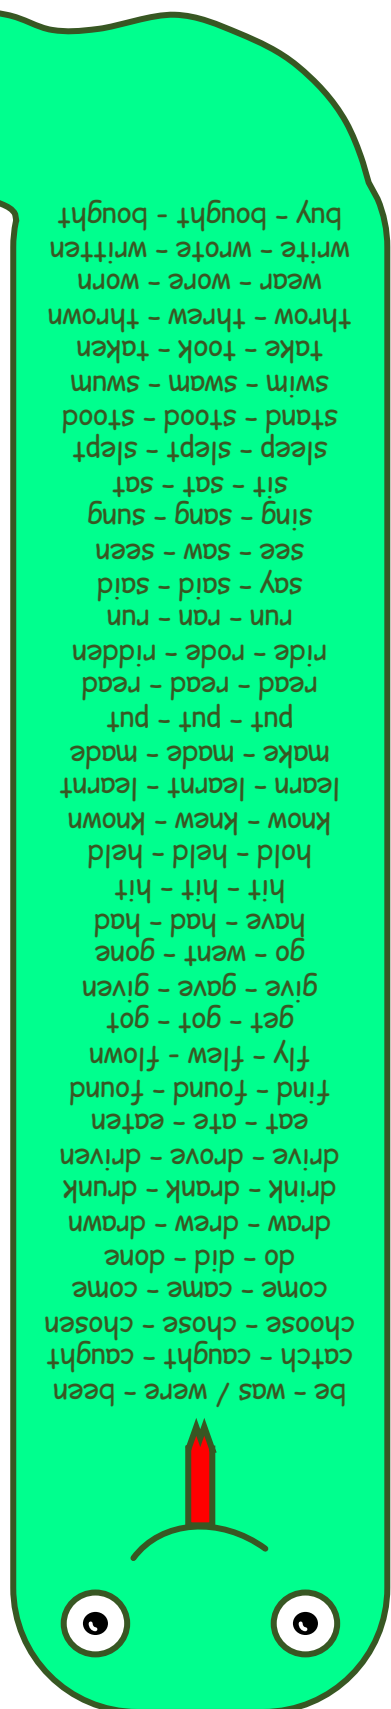 be - was / were - been
catch - caught - caught
choose - chose - chosen
come - came - come
do - did - done
draw - drew - drawn
drink - drank - drunk
drive - drove - driven
eat - ate - eaten
find - found - found
fly - flew - flown
get - got - got
give - gave - given
go - went - gone
have - had - had
hit - hit - hit
hold - held - held
know - knew - known
learn - learnt - learnt
make - made - made
put - put - put
read - read - read
ride - rode - ridden
run - ran - run
say - said - said
see - saw - seen
sing - sang - sung
sit - sat - sat
sleep - slept - slept
stand - stood - stood
swim - swam - swum
take - took - taken
throw - threw - thrown
wear - wore - worn
write - wrote - written
buy - bought - bought